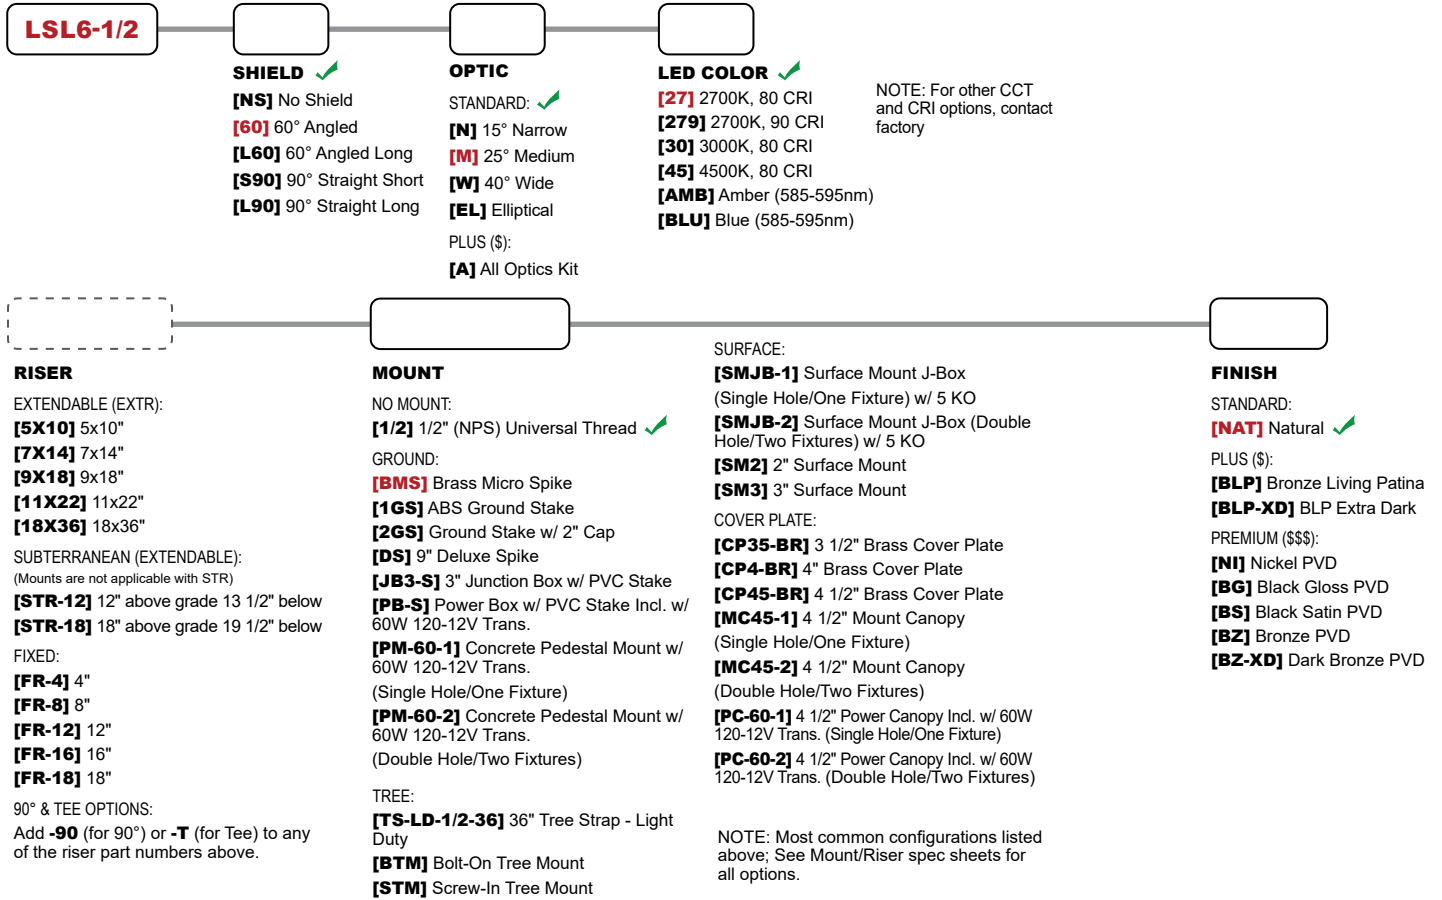 LSL6-1/2
SHIELD
[NS] No Shield
[60] 60° Angled
[L60] 60° Angled Long
[S90] 90° Straight Short
[L90] 90° Straight Long
OPTIC
STANDARD:
[N] 15° Narrow
[M] 25° Medium
[W] 40° Wide
[EL] Elliptical
PLUS ($):
[A] All Optics Kit
LED COLOR
[27] 2700K, 80 CRI
[279] 2700K, 90 CRI
[30] 3000K, 80 CRI
[45] 4500K, 80 CRI
[AMB] Amber (585-595nm)
[BLU] Blue (585-595nm)
NOTE: For other CCT
and CRI options, contact
factory
RISER
EXTENDABLE (EXTR):
[5X10] 5x10"
[7X14] 7x14"
[9X18] 9x18"
[11X22] 11x22"
[18X36] 18x36"
SUBTERRANEAN (EXTENDABLE):
(Mounts are not applicable with STR)
[STR-12] 12" above grade 13 1/2" below
[STR-18] 18" above grade 19 1/2" below
FIXED:
[FR-4] 4"
[FR-8] 8"
[FR-12] 12"
[FR-16] 16"
[FR-18] 18"
90° & TEE OPTIONS:
Add -90 (for 90°) or -T (for Tee) to any
of the riser part numbers above.
MOUNT
NO MOUNT:
[1/2] 1/2" (NPS) Universal Thread
GROUND:
[BMS] Brass Micro Spike
[1GS] ABS Ground Stake
[2GS] Ground Stake w/ 2" Cap
[DS] 9" Deluxe Spike
[JB3-S] 3" Junction Box w/ PVC Stake
[PB-S] Power Box w/ PVC Stake Incl. w/
60W 120-12V Trans.
[PM-60-1] Concrete Pedestal Mount w/
60W 120-12V Trans.
(Single Hole/One Fixture)
[PM-60-2] Concrete Pedestal Mount w/
60W 120-12V Trans.
(Double Hole/Two Fixtures)
TREE:
[TS-LD-1/2-36] 36" Tree Strap - Light
Duty
[BTM] Bolt-On Tree Mount
[STM] Screw-In Tree Mount
SURFACE:
[SMJB-1] Surface Mount J-Box
(Single Hole/One Fixture) w/ 5 KO
[SMJB-2] Surface Mount J-Box (Double
Hole/Two Fixtures) w/ 5 KO
[SM2] 2" Surface Mount
[SM3] 3" Surface Mount
COVER PLATE:
[CP35-BR] 3 1/2" Brass Cover Plate
[CP4-BR] 4" Brass Cover Plate
[CP45-BR] 4 1/2" Brass Cover Plate
[MC45-1] 4 1/2" Mount Canopy
(Single Hole/One Fixture)
[MC45-2] 4 1/2" Mount Canopy
(Double Hole/Two Fixtures)
[PC-60-1] 4 1/2" Power Canopy Incl. w/ 60W
120-12V Trans. (Single Hole/One Fixture)
[PC-60-2] 4 1/2" Power Canopy Incl. w/ 60W
120-12V Trans. (Double Hole/Two Fixtures)
NOTE: Most common configurations listed
above; See Mount/Riser spec sheets for
all options.
FINISH
STANDARD:
[NAT] Natural
PLUS ($):
[BLP] Bronze Living Patina
[BLP-XD] BLP Extra Dark
PREMIUM ($$$):
[NI] Nickel PVD
[BG] Black Gloss PVD
[BS] Black Satin PVD
[BZ] Bronze PVD
[BZ-XD] Dark Bronze PVD